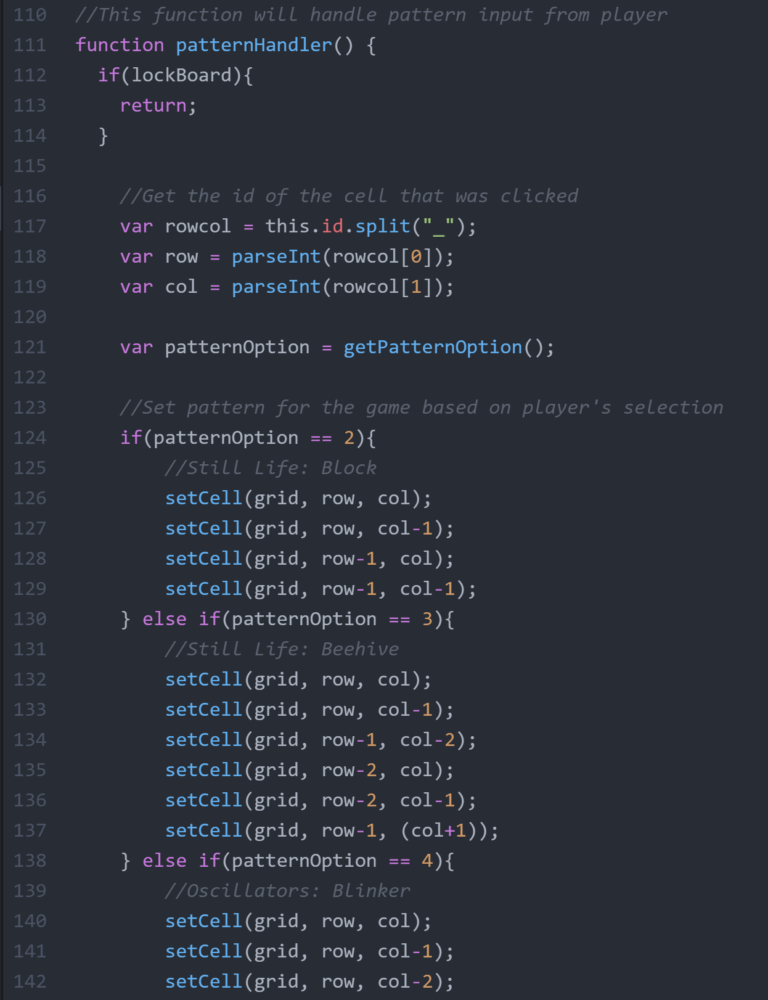 110 //This function will handle pattern input from player
111 function patternHandler() {
112 if(lockBoard){
113 return;
114 }
115
116 //Get the id of the cell that was clicked
117 var rowcol = this.id.split("_");
118 var row = parseInt(rowcol[0]);
119 var col = parseInt(rowcol[1]);
120
121 var patternOption = getPatternOption();
122
123 //Set pattern for the game based on player's selection
124 if(patternOption == 2){
125 //Still Life: Block
126 setCell(grid, row, col);
127 setCell(grid, row, col-1);
128 setCell(grid, row-1, col);
129 setCell(grid, row-1, col-1);
130 } else if(patternOption == 3){
131 //Still Life: Beehive
132 setCell(grid, row, col);
133 setCell(grid, row, col-1);
134 setCell(grid, row-1, col-2);
135 setCell(grid, row-2, col);
136 setCell(grid, row-2, col-1);
137 setCell(grid, row-1, (col+1));
138 } else if(patternOption == 4){
139 //Oscillators: Blinker
140 setCell(grid, row, col);
141 setCell(grid, row, col-1);
142 setCell(grid, row, col-2);